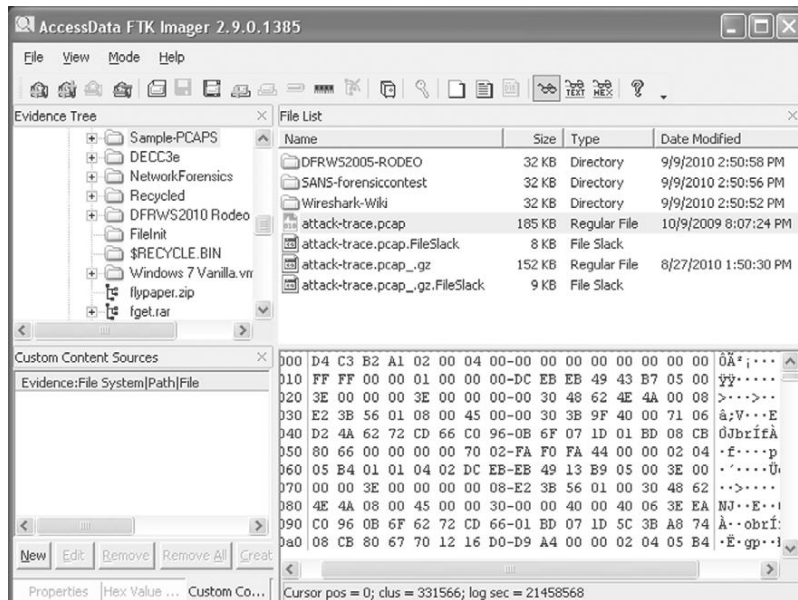 AccessData FTK Imager 2.9.0.1385
File View Mode Help
Evidence Tree
Sample-PCAPS
DECC3e
NetworkForensics
Recycled
DFRWS2010 Rodeo
FileInit
$RECYCLE.BIN
Windows 7 Vanilla.vm
flypaper.zip
fget.rar
File List
Name Size Type Date Modified
DFRWS2005-RODEO 32 KB Directory 9/9/2010 2:50:58 PM
SANS-forensiccontest 32 KB Directory 9/9/2010 2:50:56 PM
Wireshark-Wiki 32 KB Directory 9/9/2010 2:50:52 PM
attack-trace.pcap 185 KB Regular File 10/9/2009 8:07:24 PM
attack-trace.pcap.FileSlack 8 KB File Slack
attack-trace.pcap_.gz 152 KB Regular File 8/27/2010 1:50:30 PM
attack-trace.pcap_.gz.FileSlack 9 KB File Slack
Custom Content Sources
Evidence:File System|Path|File
New Edit Remove Remove All Creat
Properties Hex Value ... Custom Co...
000 D4 C3 B2 A1 02 00 04 00-00 00 00 00 00 00 00 00 ÔÃ²¡····
010 FF FF 00 00 01 00 00 00-DC EB EB 49 43 B7 05 00 ÿÿ·····
020 3E 00 00 00 3E 00 00 00-00 30 48 62 4E 4A 00 08 >···>··
030 E2 3B 56 01 08 00 45 00-00 30 3B 9F 40 00 71 06 â;V···E
040 D2 4A 62 72 CD 66 C0 96-0B 6F 07 1D 01 BD 08 CB ÒJbrÍfÀ
050 80 66 00 00 00 00 70 02-FA F0 FA 44 00 00 02 04 ·f····p
060 05 B4 01 01 04 02 DC EB-EB 49 13 B9 05 00 3E 00 ·´····Ü
070 00 00 3E 00 00 00 00 08-E2 3B 56 01 00 30 48 62 ··>····
080 4E 4A 08 00 45 00 00 30-00 00 40 00 40 06 3E EA NJ··E··
090 C0 96 0B 6F 62 72 CD 66-01 BD 07 1D 5C 3B A8 74 À··obrÍ
0a0 08 CB 80 67 70 12 16 D0-D9 A4 00 00 02 04 05 B4 ·Ë·gp··
Cursor pos = 0; clus = 331566; log sec = 21458568